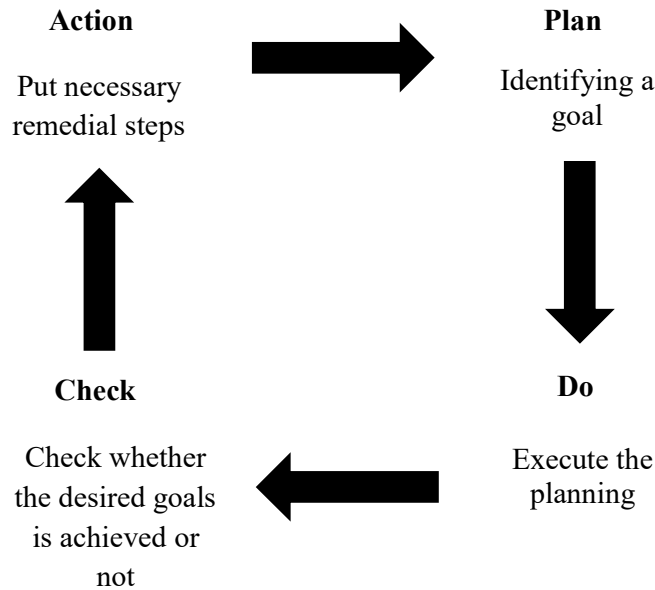 Action
Put necessary
remedial steps
Plan
Identifying a
goal
Check
Check whether
the desired goals
is achieved or
not
Do
Execute the
planning